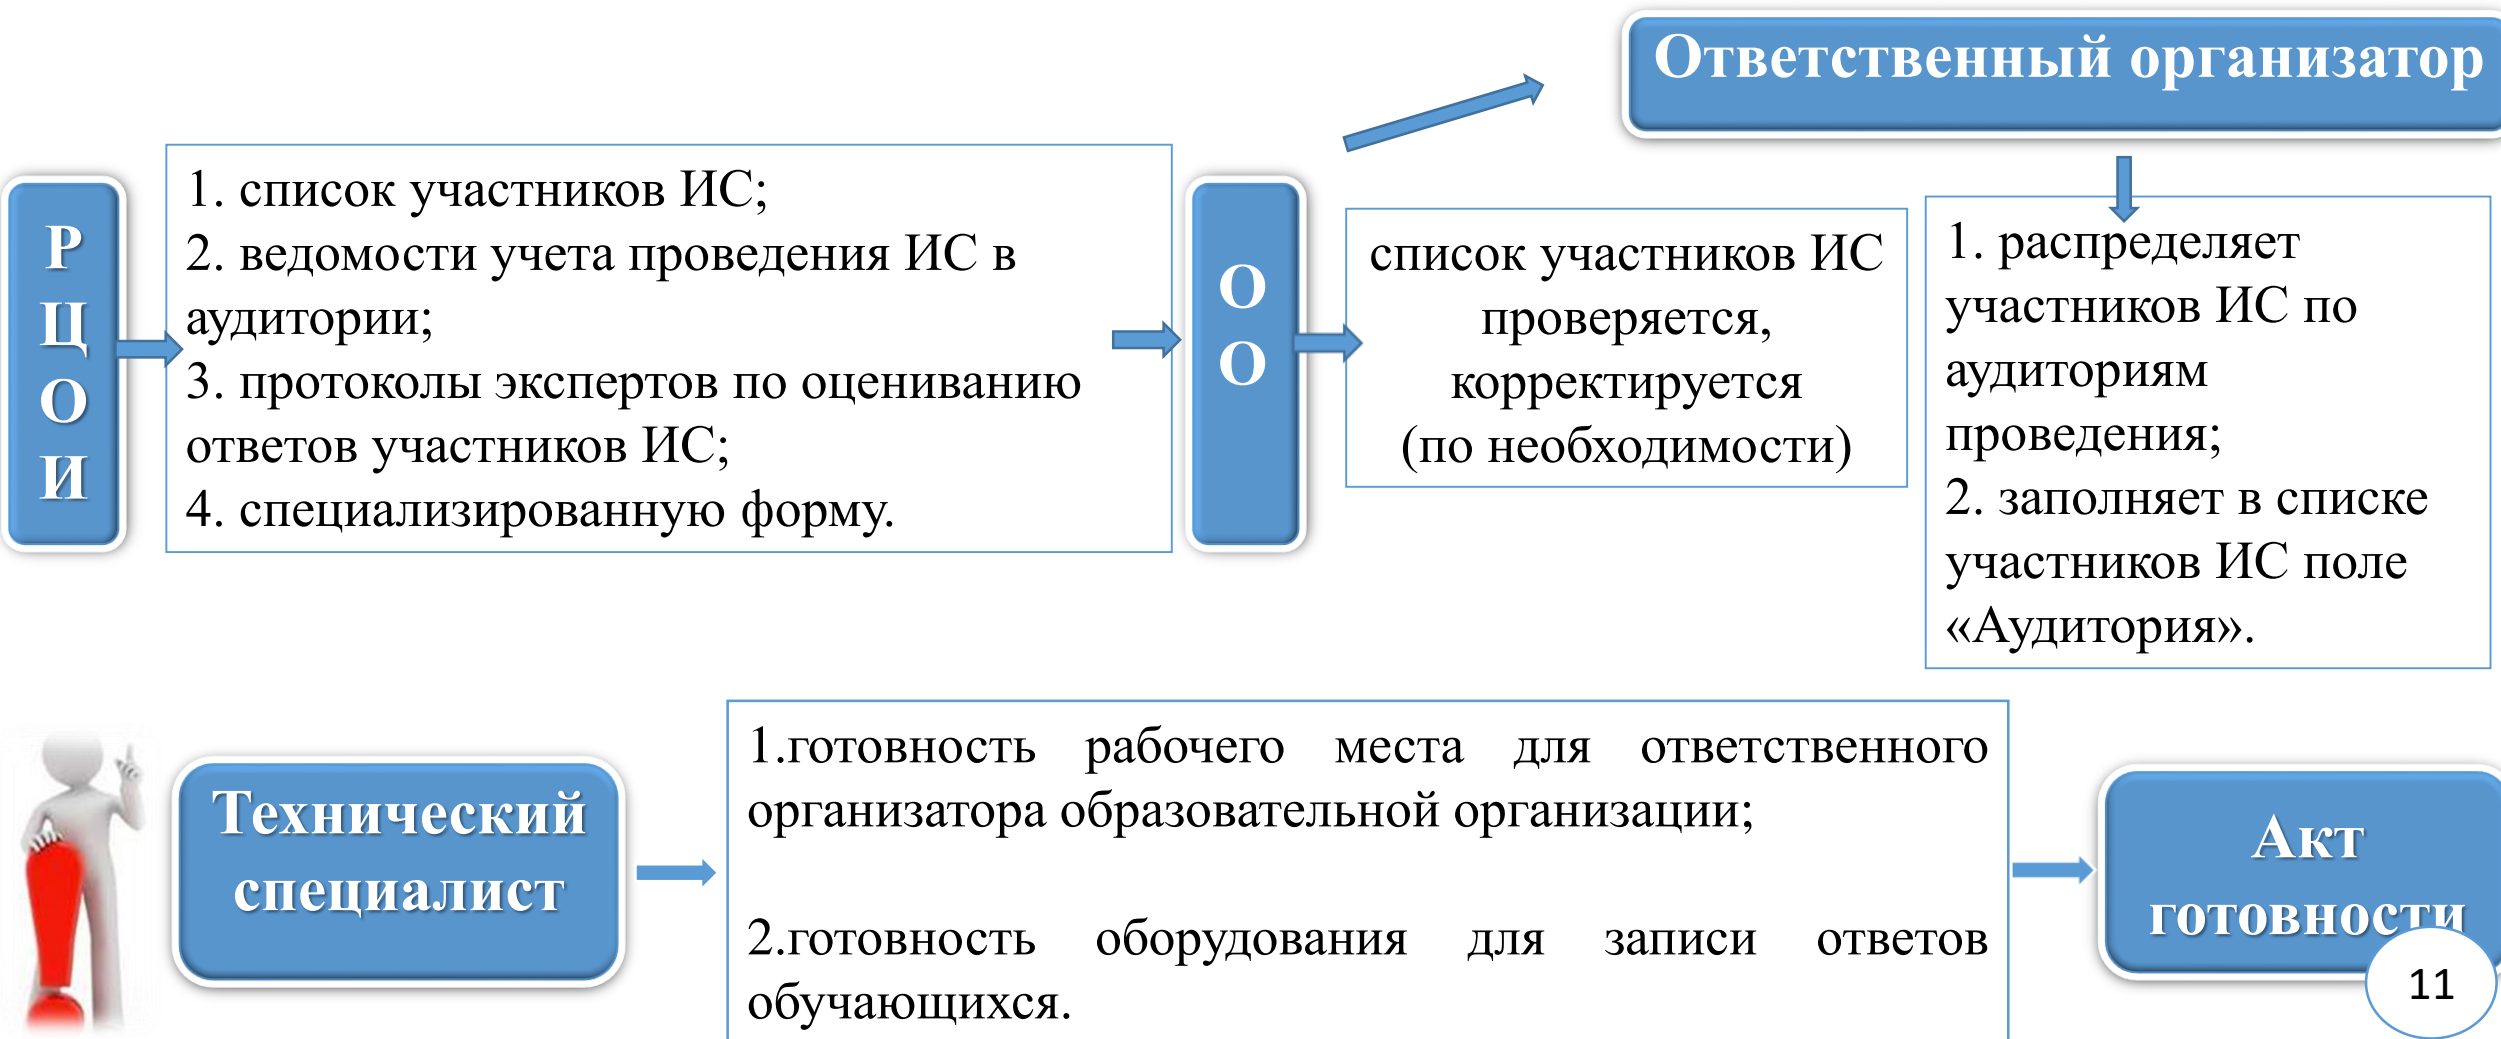 Ответственный организатор
Р
Ц
О
И
1. список участников ИС;
2. ведомости учета проведения ИС в
аудитории;
3. протоколы экспертов по оцениванию
ответов участников ИС;
4. специализированную форму.
О
О
список участников ИС
проверяется,
корректируется
(по необходимости)
1. распределяет
участников ИС по
аудиториям
проведения;
2. заполняет в списке
участников ИС поле
«Аудитория».
Технический
специалист
1.готовность рабочего места для ответственного
организатора образовательной организации;
2.готовность оборудования для записи ответов
обучающихся.
Акт
готовности
11